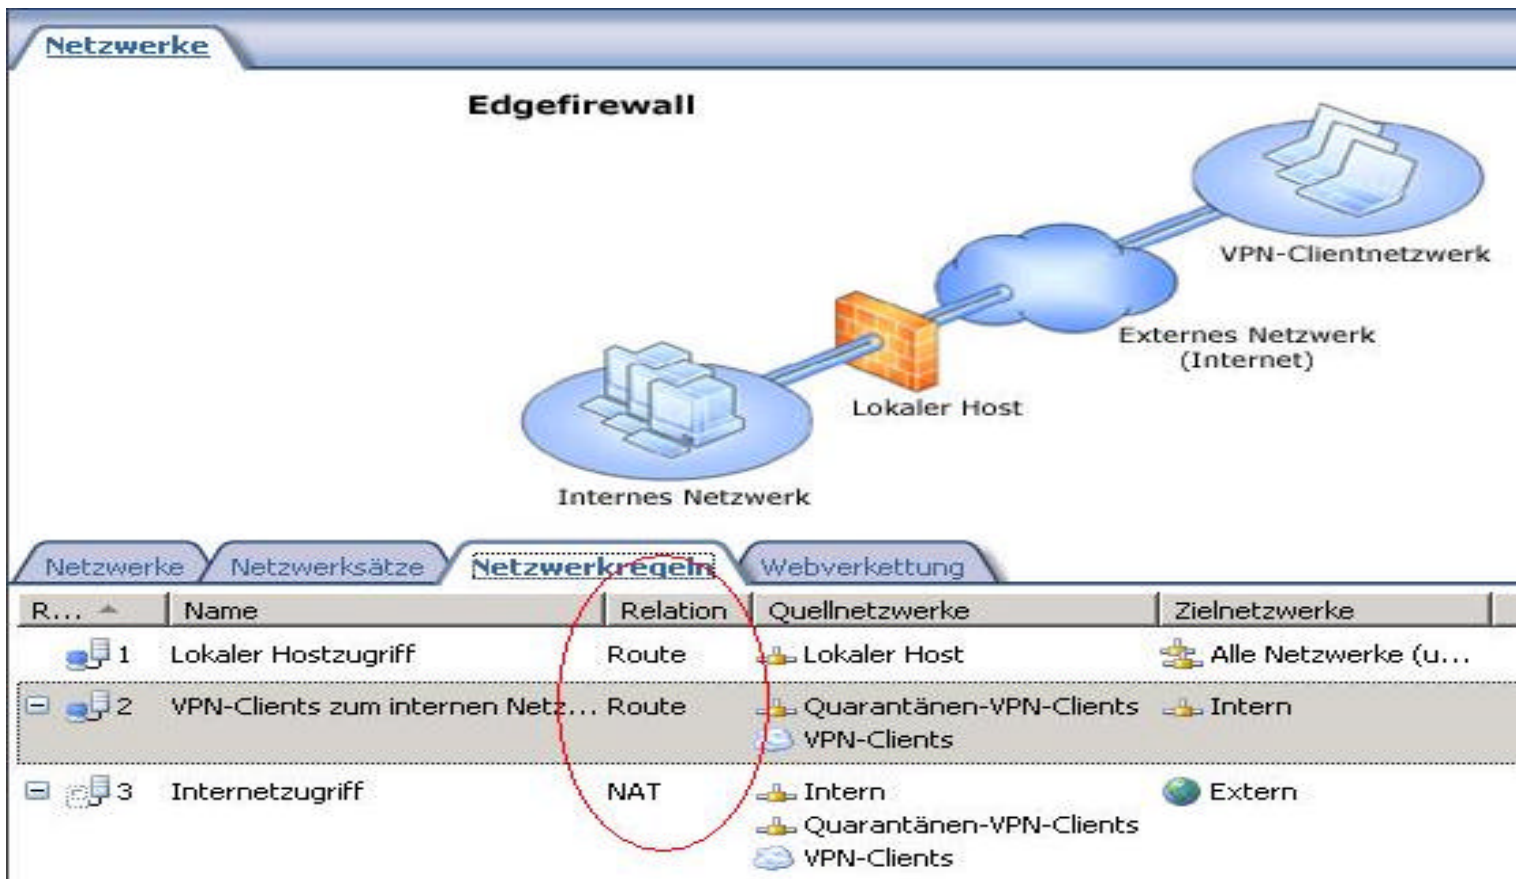 Netzwerke
Edgefirewall
VPN-Clientnetzwerk
Externes Netzwerk
(Internet)
Lokaler Host
Internes Netzwerk
Netzwerke Netzwerksätze Netzwerkregeln Webverkettung
R... Name Relation Quellnetzwerke Zielnetzwerke
1 Lokaler Hostzugriff Route Lokaler Host Alle Netzwerke (u...
2 VPN-Clients zum internen Netz... Route Quarantänen-VPN-Clients Intern
VPN-Clients
3 Internetzugriff NAT Intern Extern
Quarantänen-VPN-Clients
VPN-Clients